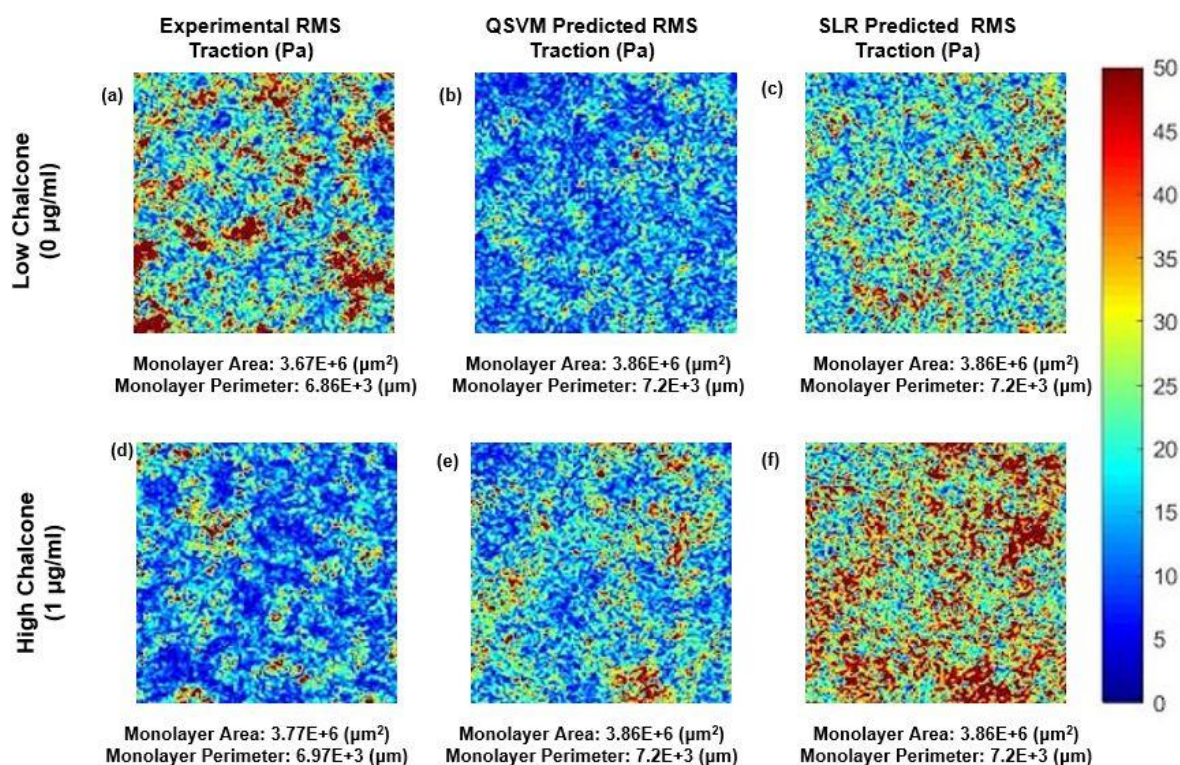 Experimental RMS
Traction (Pa)
QSVM Predicted RMS
Traction (Pa)
SLR Predicted  RMS
Traction (Pa)
Low Chalcone
(0 µg/ml)
(a)
(b)
(c)
50
45
40
35
30
25
20
15
10
5
0
Monolayer Area: 3.67E+6 (µm²)
Monolayer Perimeter: 6.86E+3 (µm)
Monolayer Area: 3.86E+6 (µm²)
Monolayer Perimeter: 7.2E+3 (µm)
Monolayer Area: 3.86E+6 (µm²)
Monolayer Perimeter: 7.2E+3 (µm)
High Chalcone
(1 µg/ml)
(d)
(e)
(f)
Monolayer Area: 3.77E+6 (µm²)
Monolayer Perimeter: 6.97E+3 (µm)
Monolayer Area: 3.86E+6 (µm²)
Monolayer Perimeter: 7.2E+3 (µm)
Monolayer Area: 3.86E+6 (µm²)
Monolayer Perimeter: 7.2E+3 (µm)